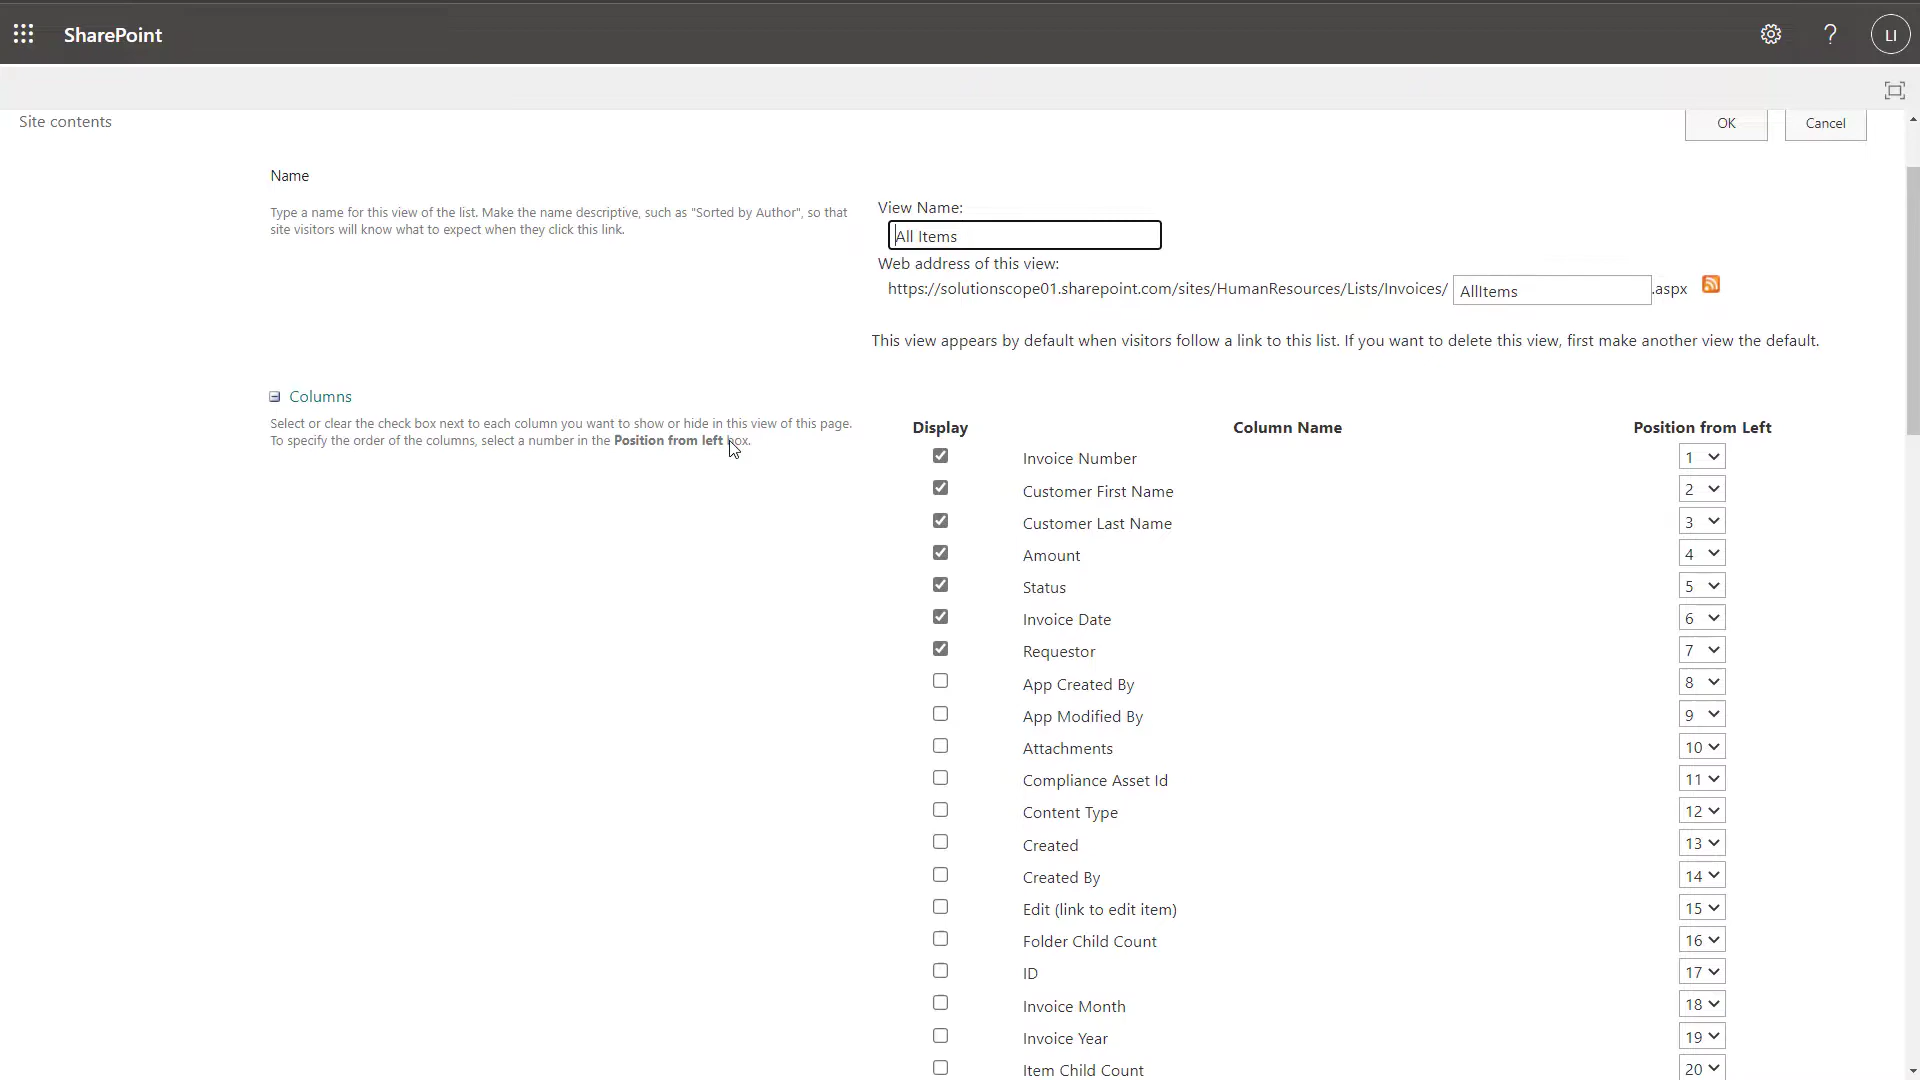 SharePoint
LI
Site contents
OK
Cancel
Name
Type a name for this view of the list. Make the name descriptive, such as "Sorted by Author", so that
site visitors will know what to expect when they click this link.
View Name:
All Items
Web address of this view:
https://solutionscope01.sharepoint.com/sites/HumanResources/Lists/Invoices/ AllItems .aspx
This view appears by default when visitors follow a link to this list. If you want to delete this view, first make another view the default.
Columns
Select or clear the check box next to each column you want to show or hide in this view of this page.
To specify the order of the columns, select a number in the Position from left box.
Display Column Name Position from Left
Invoice Number 1
Customer First Name 2
Customer Last Name 3
Amount 4
Status 5
Invoice Date 6
Requestor 7
App Created By 8
App Modified By 9
Attachments 10
Compliance Asset Id 11
Content Type 12
Created 13
Created By 14
Edit (link to edit item) 15
Folder Child Count 16
ID 17
Invoice Month 18
Invoice Year 19
Item Child Count 20